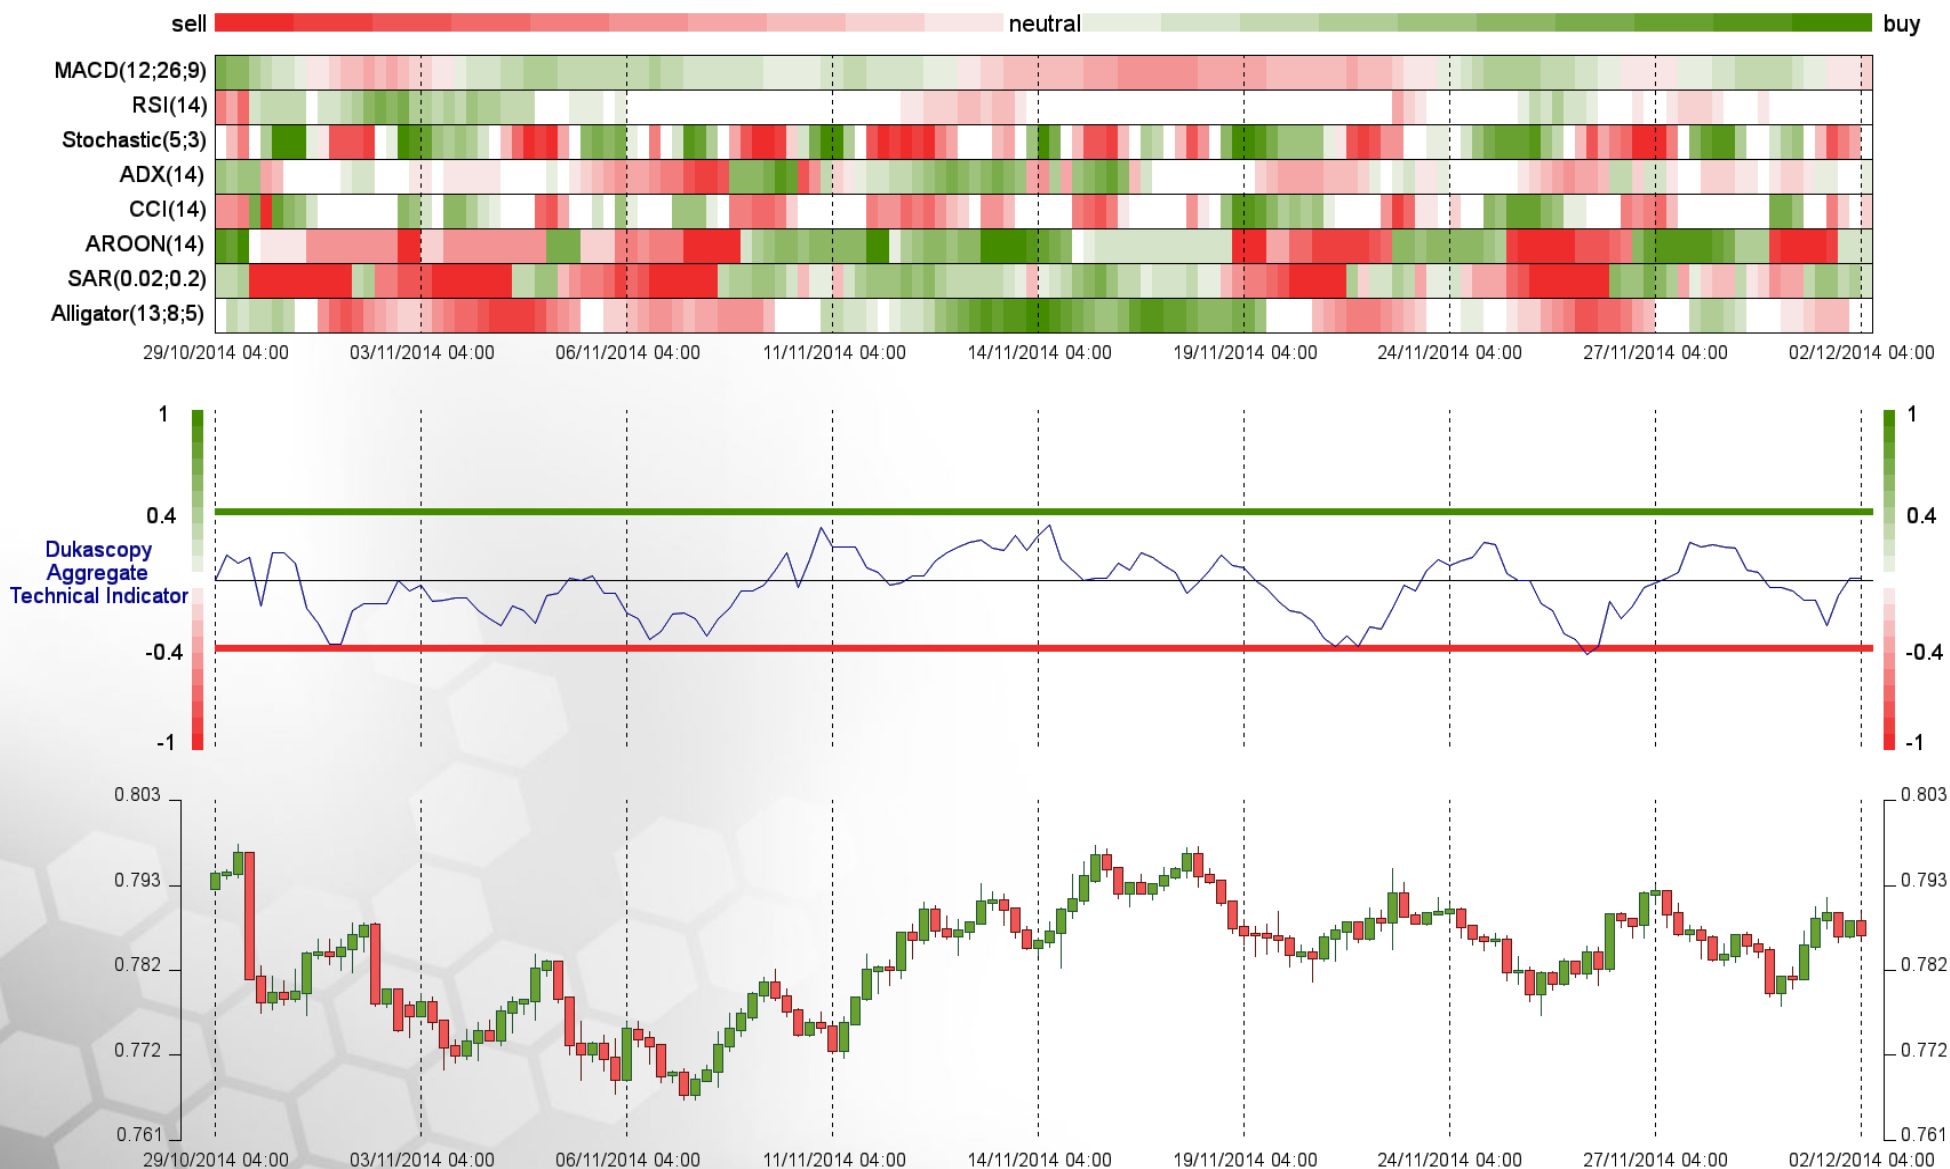 sell neutral buy
MACD(12;26;9)
RSI(14)
Stochastic(5;3)
ADX(14)
CCI(14)
AROON(14)
SAR(0.02;0.2)
Alligator(13;8;5)
29/10/2014 04:00 03/11/2014 04:00 06/11/2014 04:00 11/11/2014 04:00 14/11/2014 04:00 19/11/2014 04:00 24/11/2014 04:00 27/11/2014 04:00 02/12/2014 04:00
1 1
0.4 0.4
Dukascopy
Aggregate
Technical Indicator
-0.4 -0.4
-1 -1
0.803 0.803
0.793 0.793
0.782 0.782
0.772 0.772
0.761 0.761
29/10/2014 04:00 03/11/2014 04:00 06/11/2014 04:00 11/11/2014 04:00 14/11/2014 04:00 19/11/2014 04:00 24/11/2014 04:00 27/11/2014 04:00 02/12/2014 04:00